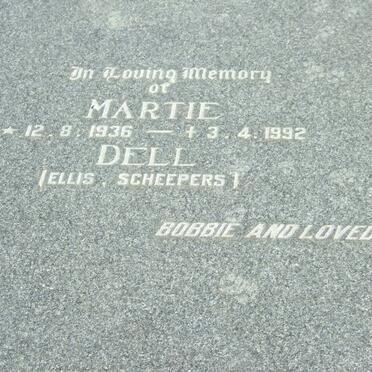 In Loving Memory
of
MARTIE
* 12.8.1936 — † 3.4.1992
DELL
(ELLIS, SCHEEPERS)
BOBBIE AND LOVED